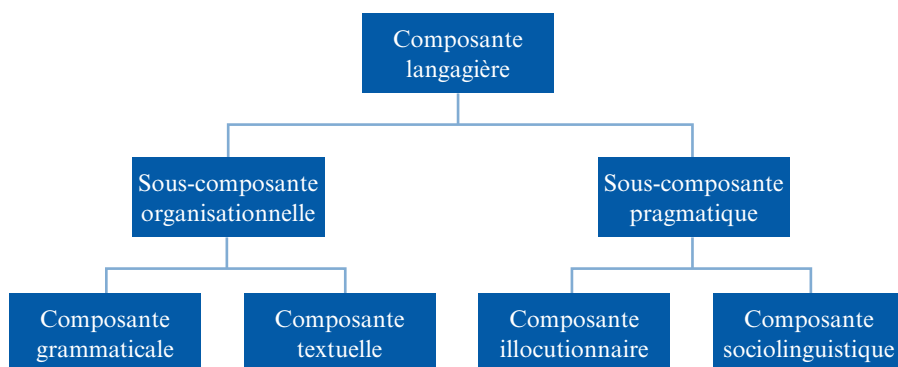 Composante
langagière
Sous-composante
organisationnelle
Sous-composante
pragmatique
Composante
grammaticale
Composante
textuelle
Composante
illocutionnaire
Composante
sociolinguistique